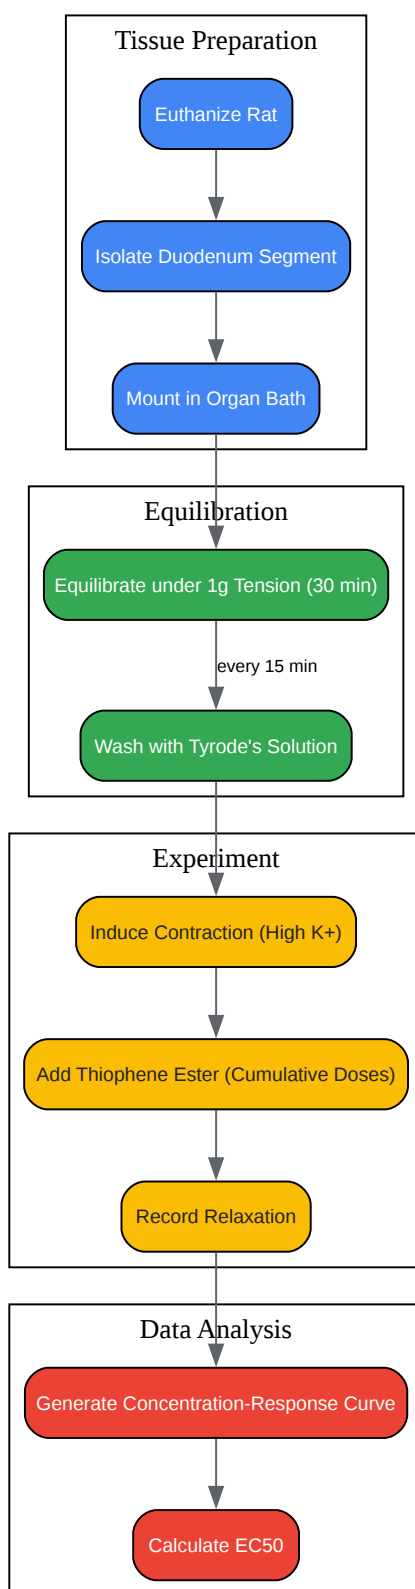 Tissue Preparation
Euthanize Rat
Isolate Duodenum Segment
Mount in Organ Bath
Equilibration
Equilibrate under 1g Tension (30 min)
every 15 min
Wash with Tyrode's Solution
Experiment
Induce Contraction (High K+)
Add Thiophene Ester (Cumulative Doses)
Record Relaxation
Data Analysis
Generate Concentration-Response Curve
Calculate EC50